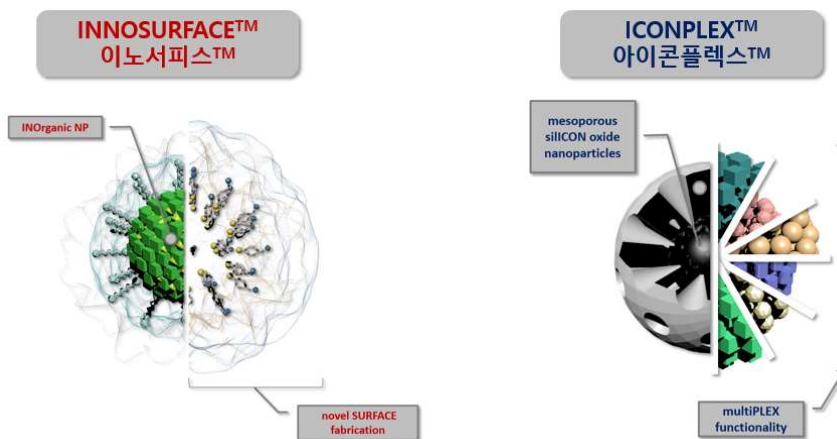 INNOSURFACE™
이노서피스™
INOrganic NP
novel SURFACE
fabrication
ICONPLEX™
아이콘플렉스™
mesoporous
silICON oxide
nanoparticles
multiPLEX
functionality